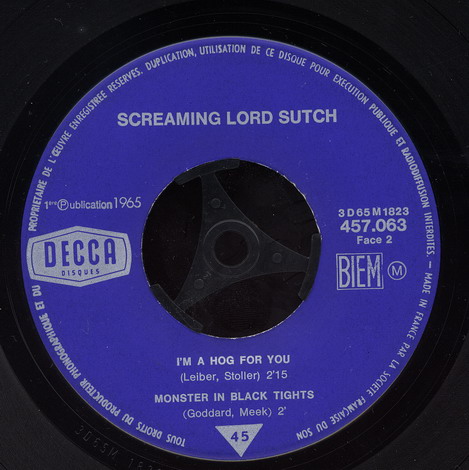 TOUS DROITS DU PRODUCTEUR PHONOGRAPHIQUE ET DU PROPRIETAIRE DE L'ŒUVRE ENREGISTREE RESERVES. DUPLICATION, UTILISATION DE CE DISQUE POUR EXECUTION PUBLIQUE ET RADIODIFFUSION INTERDITES. - MADE IN FRANCE PAR LA SOCIÉTÉ FRANÇAISE DU SON
SCREAMING LORD SUTCH
1ère Ⓟublication 1965
3 D 65 M 1823
457.063
Face 2
DECCA
DISQUES
BIEM Ⓜ
I'M A HOG FOR YOU
(Leiber, Stoller) 2'15
MONSTER IN BLACK TIGHTS
(Goddard, Meek) 2'
45